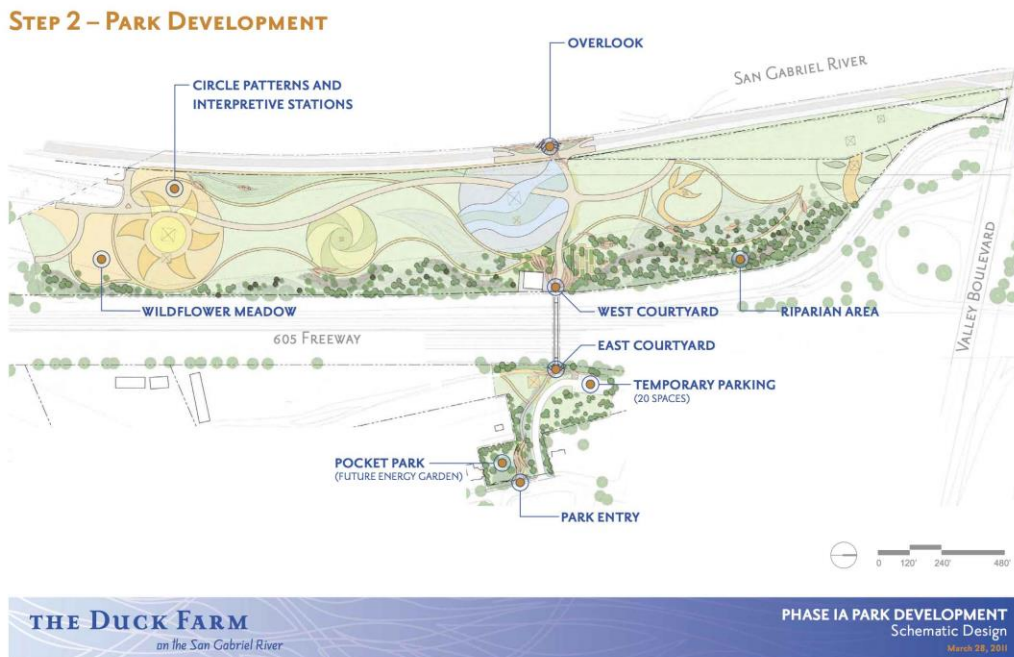 STEP 2 – PARK DEVELOPMENT
OVERLOOK
SAN GABRIEL RIVER
CIRCLE PATTERNS AND
INTERPRETIVE STATIONS
VALLEY BOULEVARD
WILDFLOWER MEADOW
WEST COURTYARD
RIPARIAN AREA
605 FREEWAY
EAST COURTYARD
TEMPORARY PARKING
(20 SPACES)
POCKET PARK
(FUTURE ENERGY GARDEN)
PARK ENTRY
0 120' 240' 480'
THE DUCK FARM
on the San Gabriel River
PHASE IA PARK DEVELOPMENT
Schematic Design
March 28, 2011